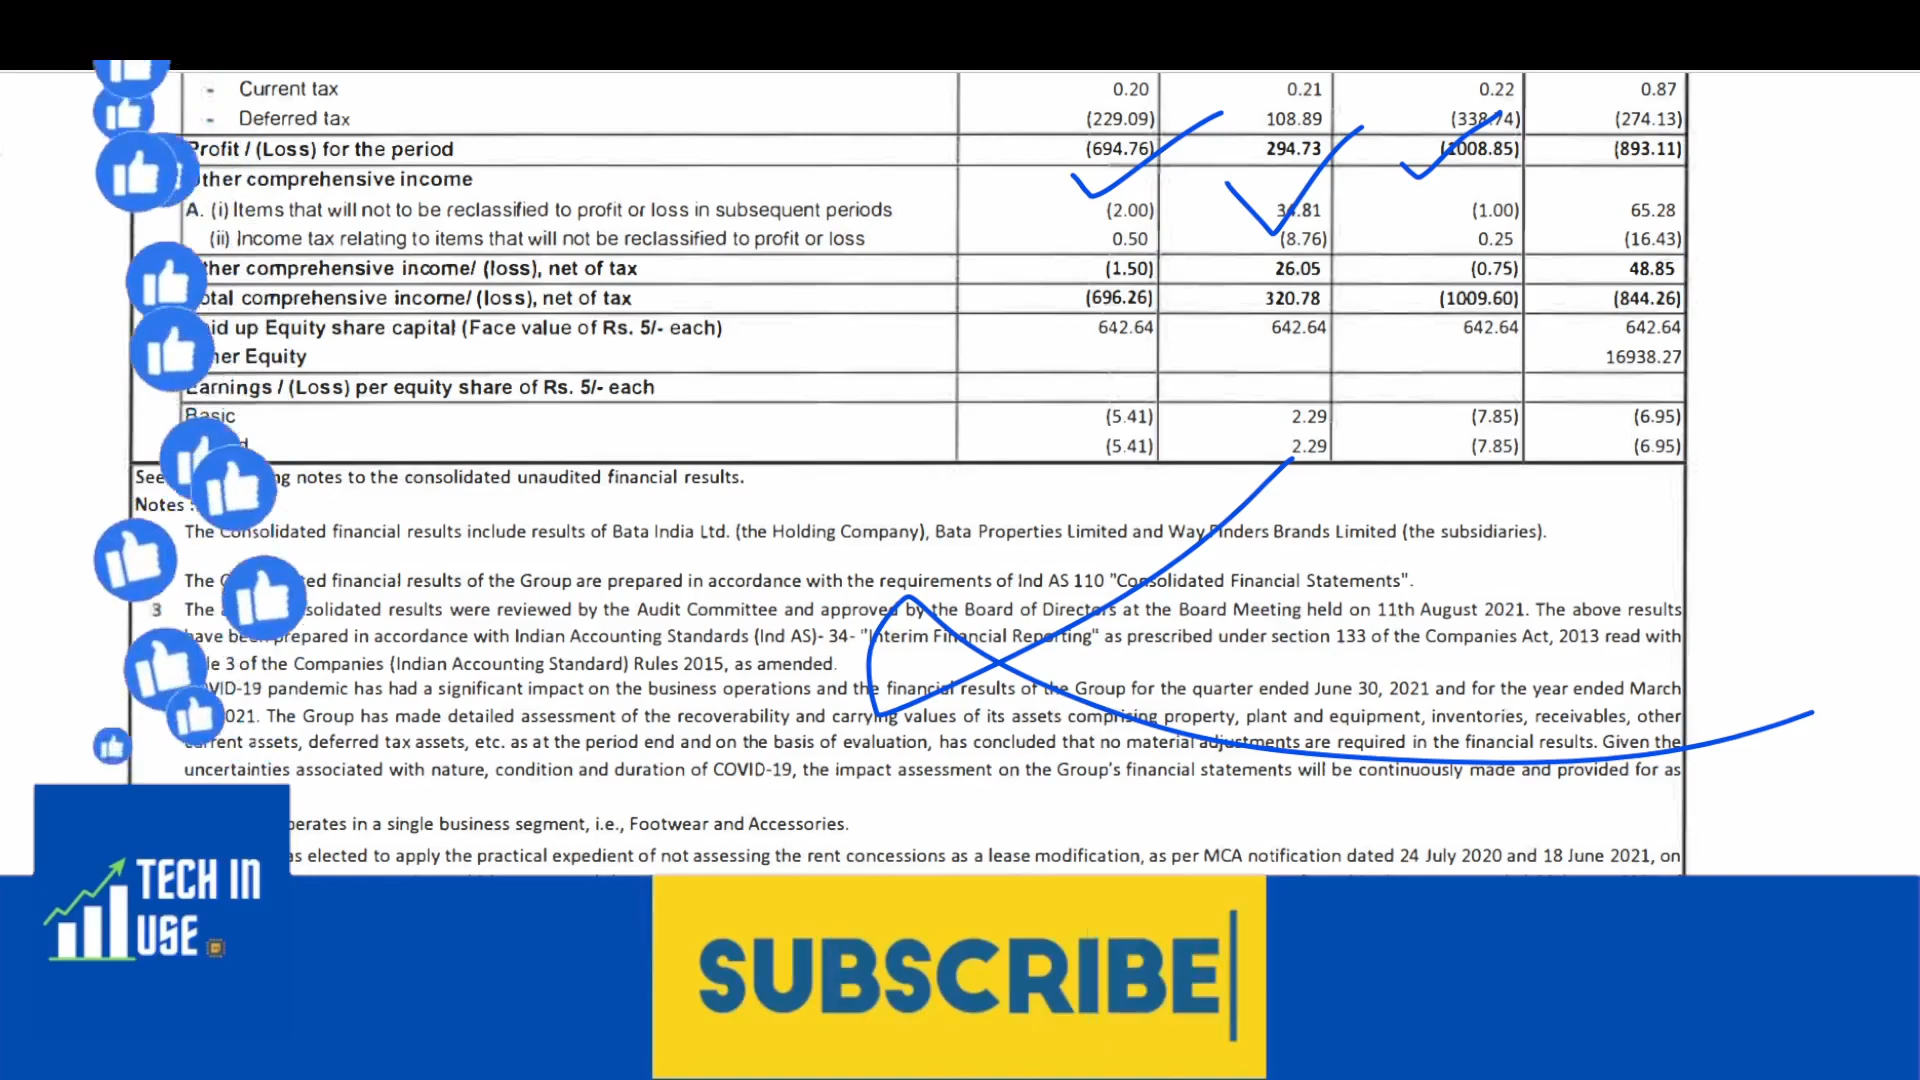 - Current tax 0.20 0.21 0.22 0.87
- Deferred tax (229.09) 108.89 (338.74) (274.13)
Profit / (Loss) for the period (694.76) 294.73 (1008.85) (893.11)
Other comprehensive income
A. (i) Items that will not to be reclassified to profit or loss in subsequent periods (2.00) 34.81 (1.00) 65.28
(ii) Income tax relating to items that will not be reclassified to profit or loss 0.50 (8.76) 0.25 (16.43)
ther comprehensive income/ (loss), net of tax (1.50) 26.05 (0.75) 48.85
otal comprehensive income/ (loss), net of tax (696.26) 320.78 (1009.60) (844.26)
id up Equity share capital (Face value of Rs. 5/- each) 642.64 642.64 642.64 642.64
her Equity 16938.27
Earnings / (Loss) per equity share of Rs. 5/- each
Basic (5.41) 2.29 (7.85) (6.95)
(5.41) 2.29 (7.85) (6.95)
See notes to the consolidated unaudited financial results.
Notes :
The Consolidated financial results include results of Bata India Ltd. (the Holding Company), Bata Properties Limited and Way Finders Brands Limited (the subsidiaries).
The financial results of the Group are prepared in accordance with the requirements of Ind AS 110 "Consolidated Financial Statements".
3 The solidated results were reviewed by the Audit Committee and approved by the Board of Directors at the Board Meeting held on 11th August 2021. The above results
have been prepared in accordance with Indian Accounting Standards (Ind AS)- 34- "Interim Financial Reporting" as prescribed under section 133 of the Companies Act, 2013 read with
le 3 of the Companies (Indian Accounting Standard) Rules 2015, as amended.
VID-19 pandemic has had a significant impact on the business operations and the financial results of the Group for the quarter ended June 30, 2021 and for the year ended March
021. The Group has made detailed assessment of the recoverability and carrying values of its assets comprising property, plant and equipment, inventories, receivables, other
current assets, deferred tax assets, etc. as at the period end and on the basis of evaluation, has concluded that no material adjustments are required in the financial results. Given the
uncertainties associated with nature, condition and duration of COVID-19, the impact assessment on the Group's financial statements will be continuously made and provided for as
perates in a single business segment, i.e., Footwear and Accessories.
as elected to apply the practical expedient of not assessing the rent concessions as a lease modification, as per MCA notification dated 24 July 2020 and 18 June 2021, on
TECH IN
USE
SUBSCRIBE